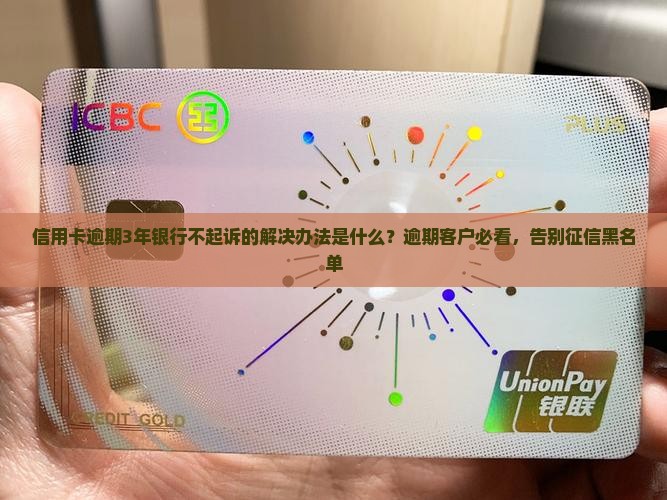 ICBC
PLUS
信用卡逾期3年银行不起诉的解决办法是什么？逾期客户必看，告别征信黑名
单
CREDIT GOLD
UnionPay
银联